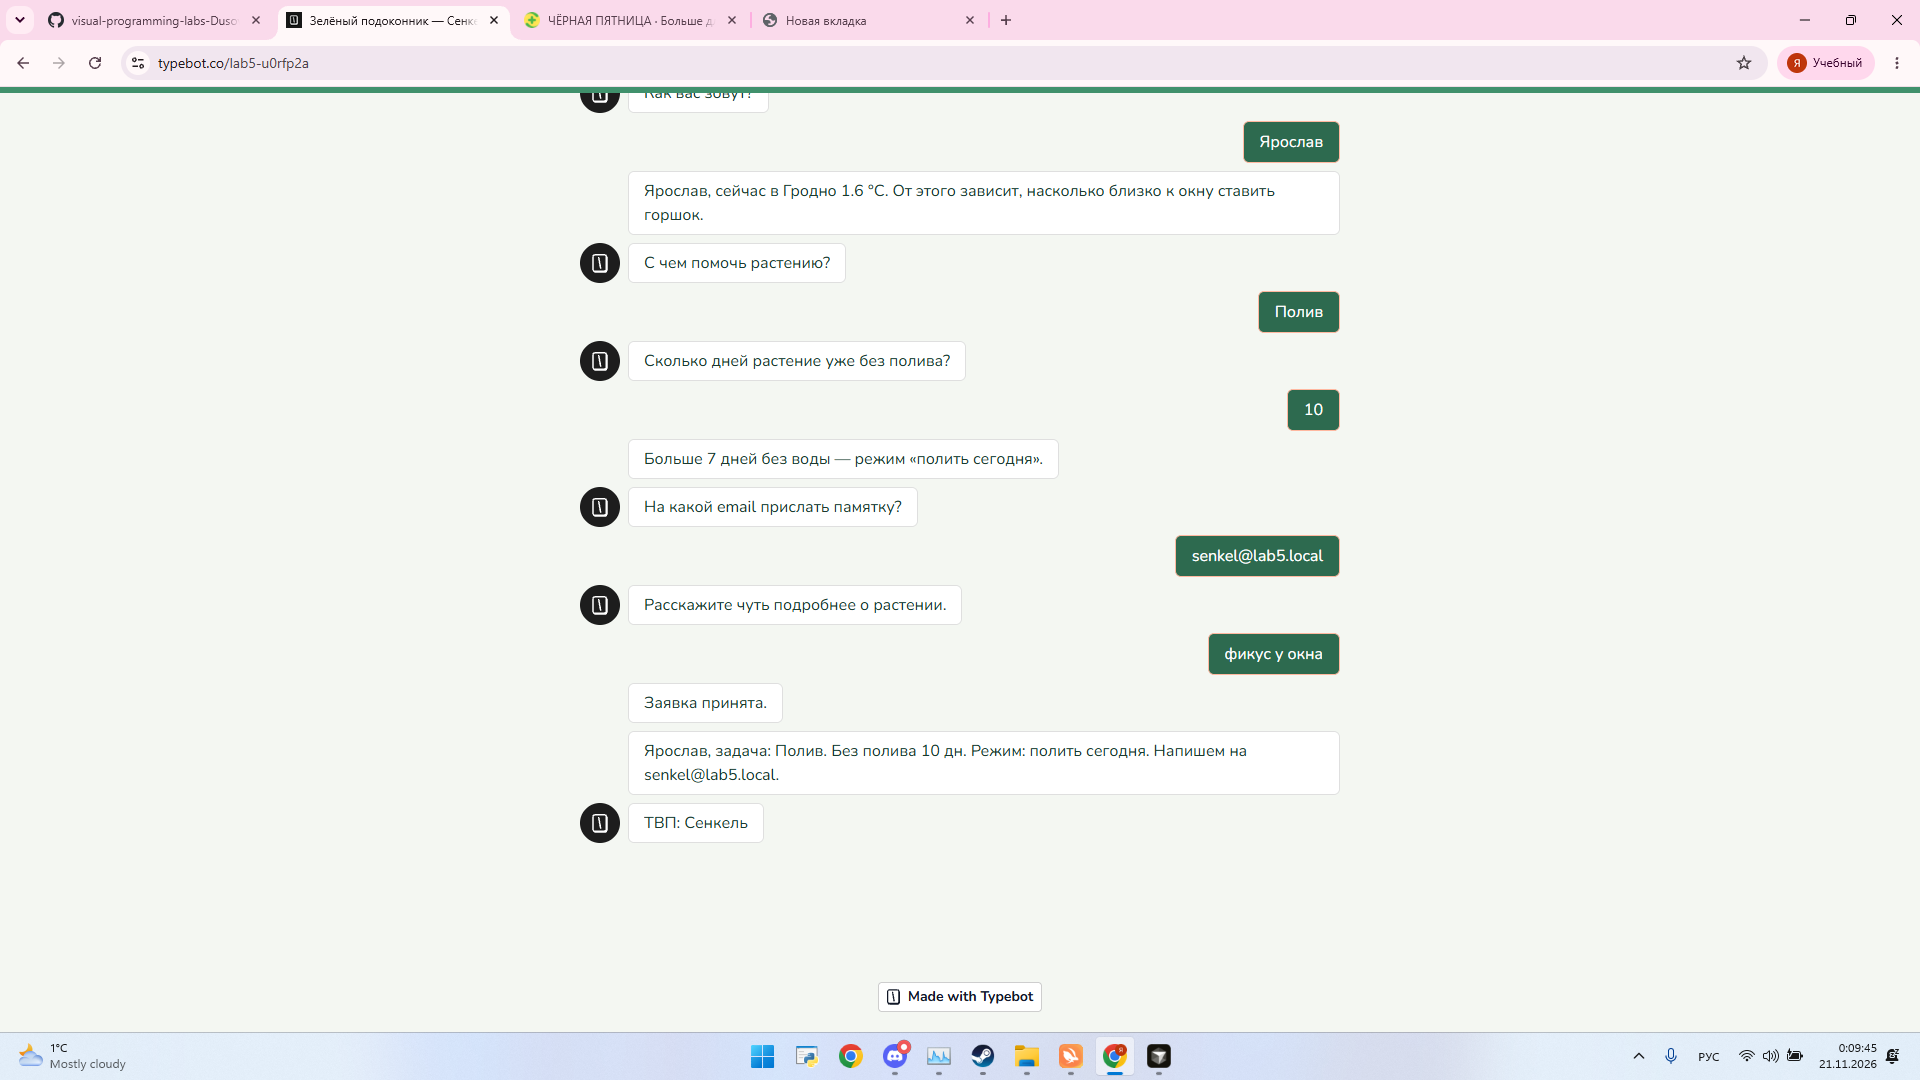 visual-programming-labs-Duso
Зелёный подоконник — Сенке
ЧЁРНАЯ ПЯТНИЦА · Больше д
Новая вкладка
typebot.co/lab5-u0rfp2a
Я Учебный
Как вас зовут?
Ярослав
Ярослав, сейчас в Гродно 1.6 °C. От этого зависит, насколько близко к окну ставить
горшок.
С чем помочь растению?
Полив
Сколько дней растение уже без полива?
10
Больше 7 дней без воды — режим «полить сегодня».
На какой email прислать памятку?
senkel@lab5.local
Расскажите чуть подробнее о растении.
фикус у окна
Заявка принята.
Ярослав, задача: Полив. Без полива 10 дн. Режим: полить сегодня. Напишем на
senkel@lab5.local.
ТВП: Сенкель
Made with Typebot
1°C
Mostly cloudy
РУС
0:09:45
21.11.2026